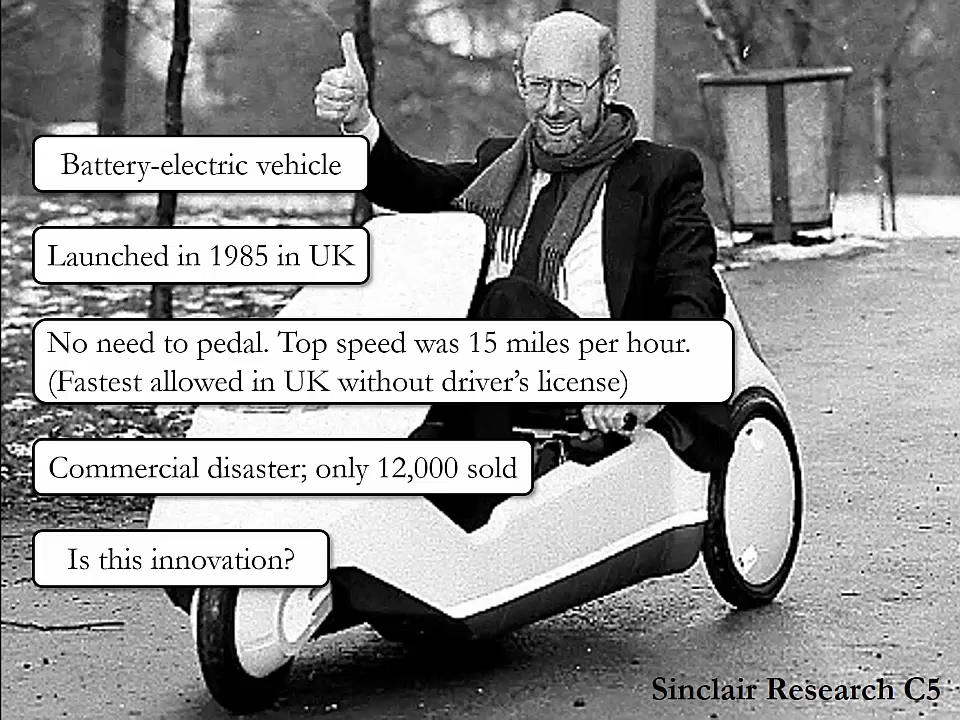 Battery-electric vehicle
Launched in 1985 in UK
No need to pedal. Top speed was 15 miles per hour.
(Fastest allowed in UK without driver's license)
Commercial disaster; only 12,000 sold
Is this innovation?
Sinclair Research C5